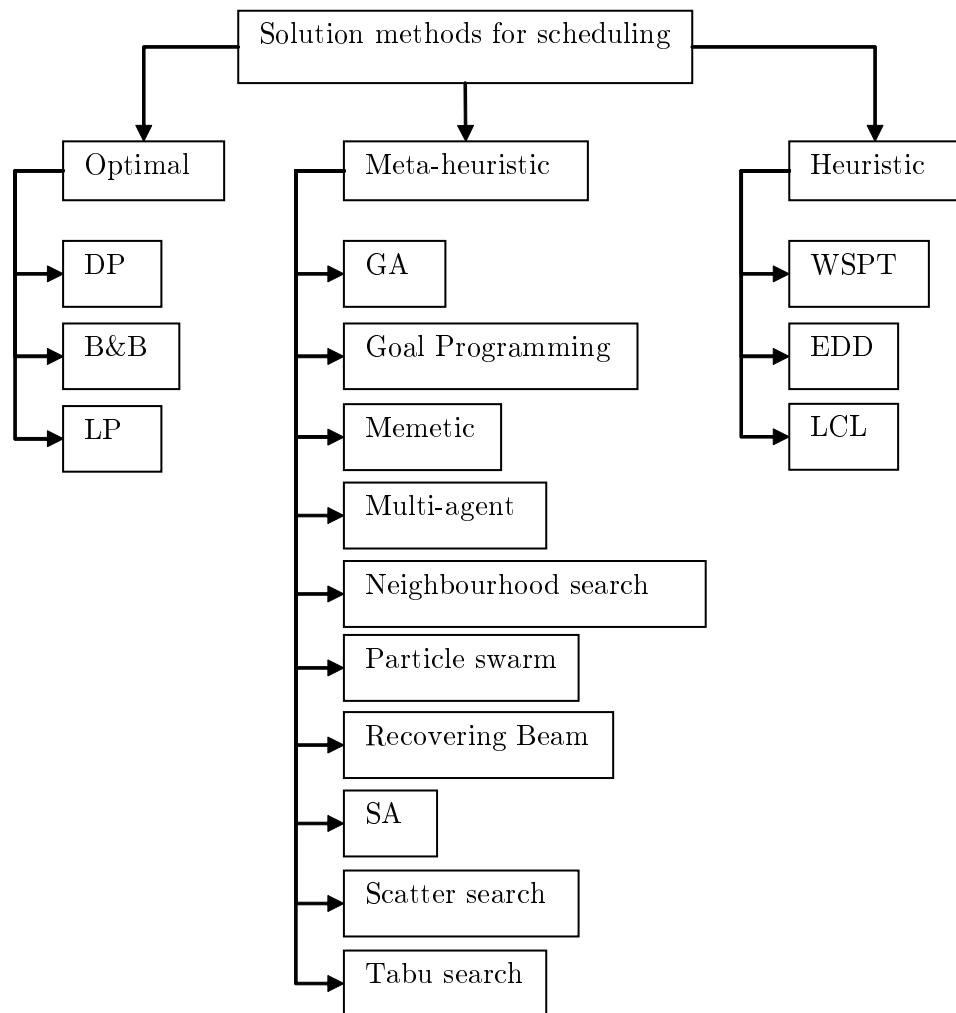 Solution methods for scheduling
Optimal
DP
B&B
LP
Meta-heuristic
GA
Goal Programming
Memetic
Multi-agent
Neighbourhood search
Particle swarm
Recovering Beam
SA
Scatter search
Tabu search
Heuristic
WSPT
EDD
LCL